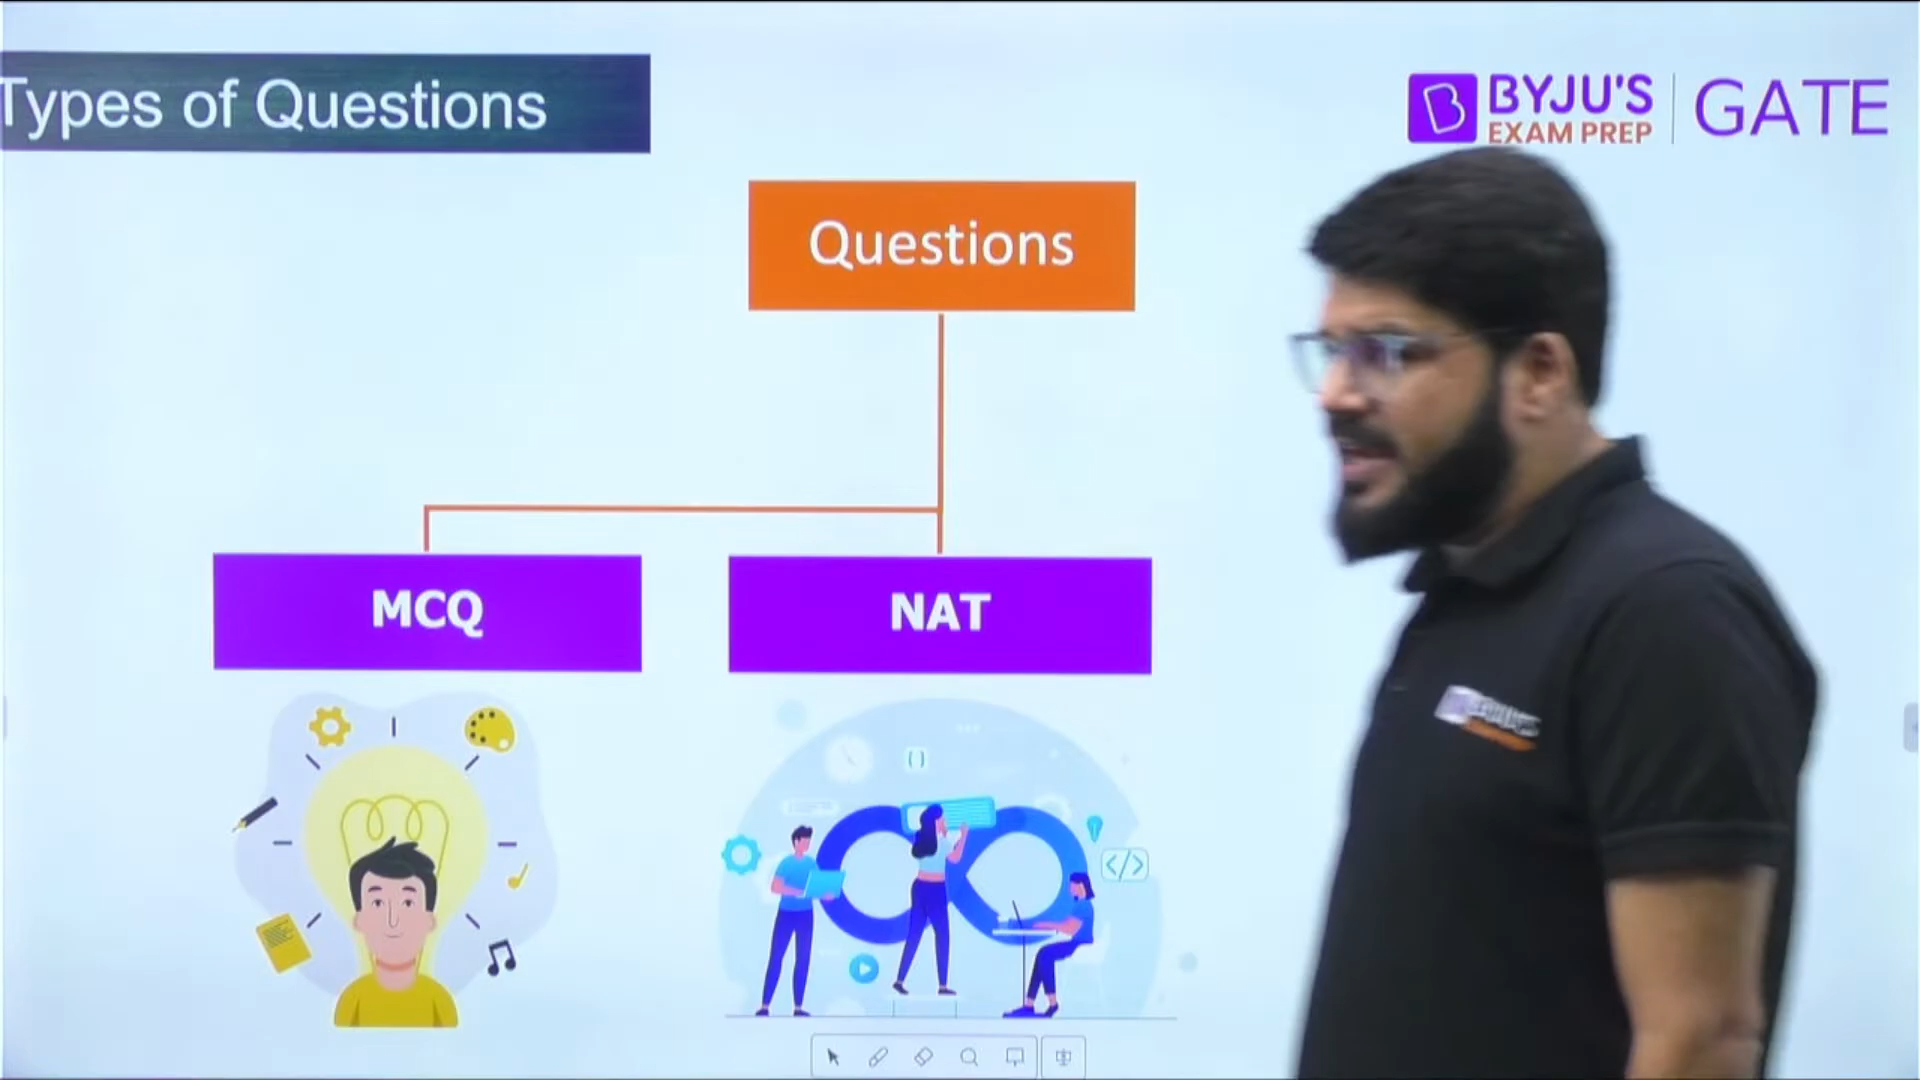 Types of Questions
BYJU'S
EXAM PREP
GATE
Questions
MCQ
NAT